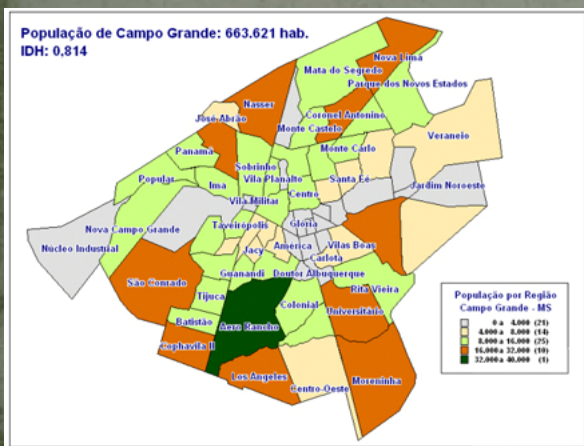 População de Campo Grande: 663.621 hab.
IDH: 0,814
Nova Lima
Mata do Segredo
Parque dos Novos Estados
Nasser
José Abrão
Coronel Antonino
Monte Castelo
Veraneio
Panamá
Monte Carlo
Sobrinho
Vila Planalto
Santa Fé
Popular
Ima
Centro
Jardim Noroeste
Vila Militar
Nova Campo Grande
Taveirópolis
Glória
Núcleo Industrial
América
Vilas Boas
Jacy
Carlota
Guanandi
Doutor Albuquerque
São Conrado
Rita Vieira
Tijuca
Colonial
Universitário
Batistão
Aero Rancho
Cophavila II
Los Angeles
Centro-Oeste
Moreninha
População por Região
Campo Grande - MS
0 a 4.000 (21)
4.000 a 8.000 (14)
8.000 a 16.000 (25)
16.000 a 32.000 (10)
32.000 a 40.000 (1)